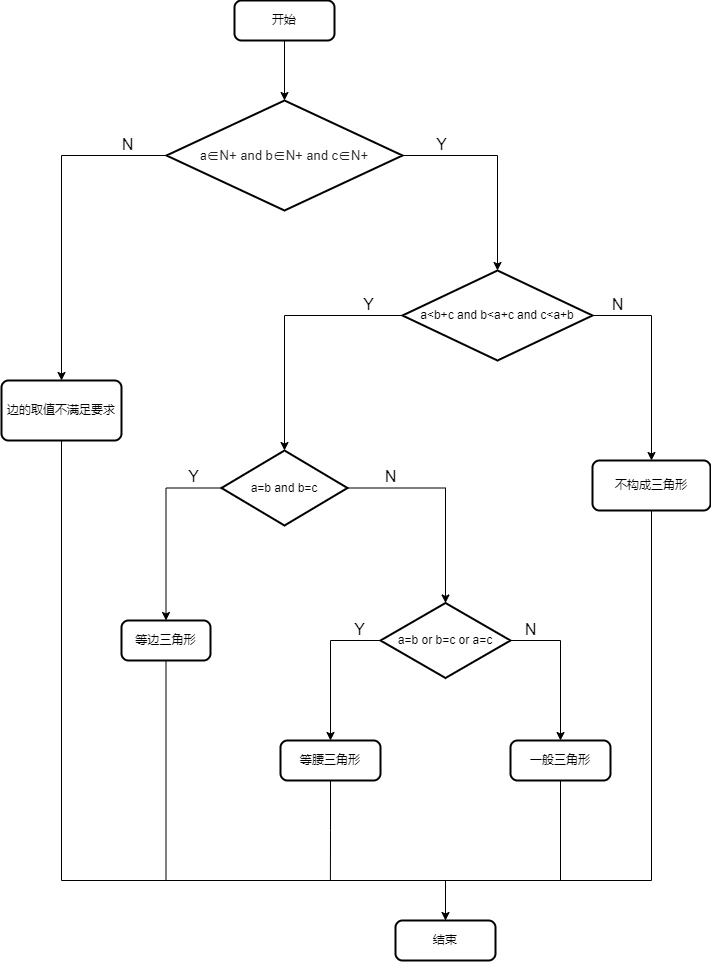 开始
N
Y
a∈N+ and b∈N+ and c∈N+
Y
N
a<b+c and b<a+c and c<a+b
边的取值不满足要求
Y
N
a=b and b=c
不构成三角形
Y
N
等边三角形
a=b or b=c or a=c
等腰三角形
一般三角形
结束